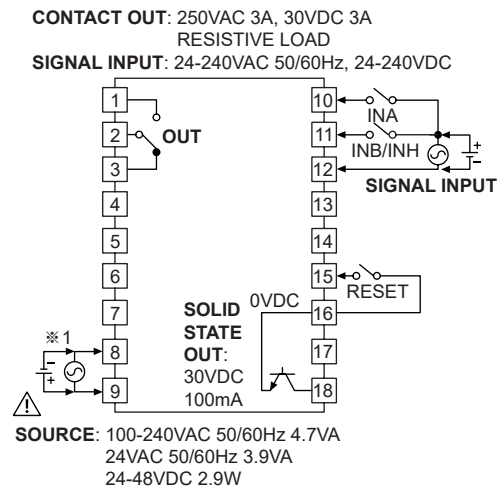 CONTACT OUT: 250VAC 3A, 30VDC 3A
RESISTIVE LOAD
SIGNAL INPUT: 24-240VAC 50/60Hz, 24-240VDC
1
2
3
4
5
6
7
8
9
OUT
10
11
12
13
14
15
16
17
18
INA
INB/INH
+
−
SIGNAL INPUT
RESET
SOLID
STATE
OUT:
30VDC
100mA
0VDC
※1
−
+
!
SOURCE: 100-240VAC 50/60Hz 4.7VA
24VAC 50/60Hz 3.9VA
24-48VDC 2.9W